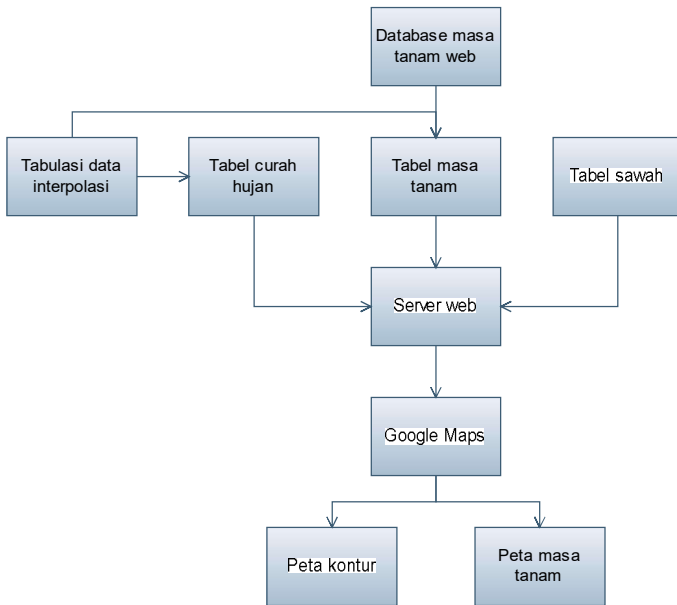 Database masa
tanam web
Tabulasi data
interpolasi
Tabel curah
hujan
Tabel masa
tanam
Tabel sawah
Server web
Google Maps
Peta kontur
Peta masa
tanam